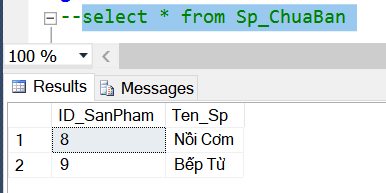 --select * from Sp_ChuaBan
100 %
Results Messages
ID_SanPham Ten_Sp
1 8 Nồi Cơm
2 9 Bếp Từ